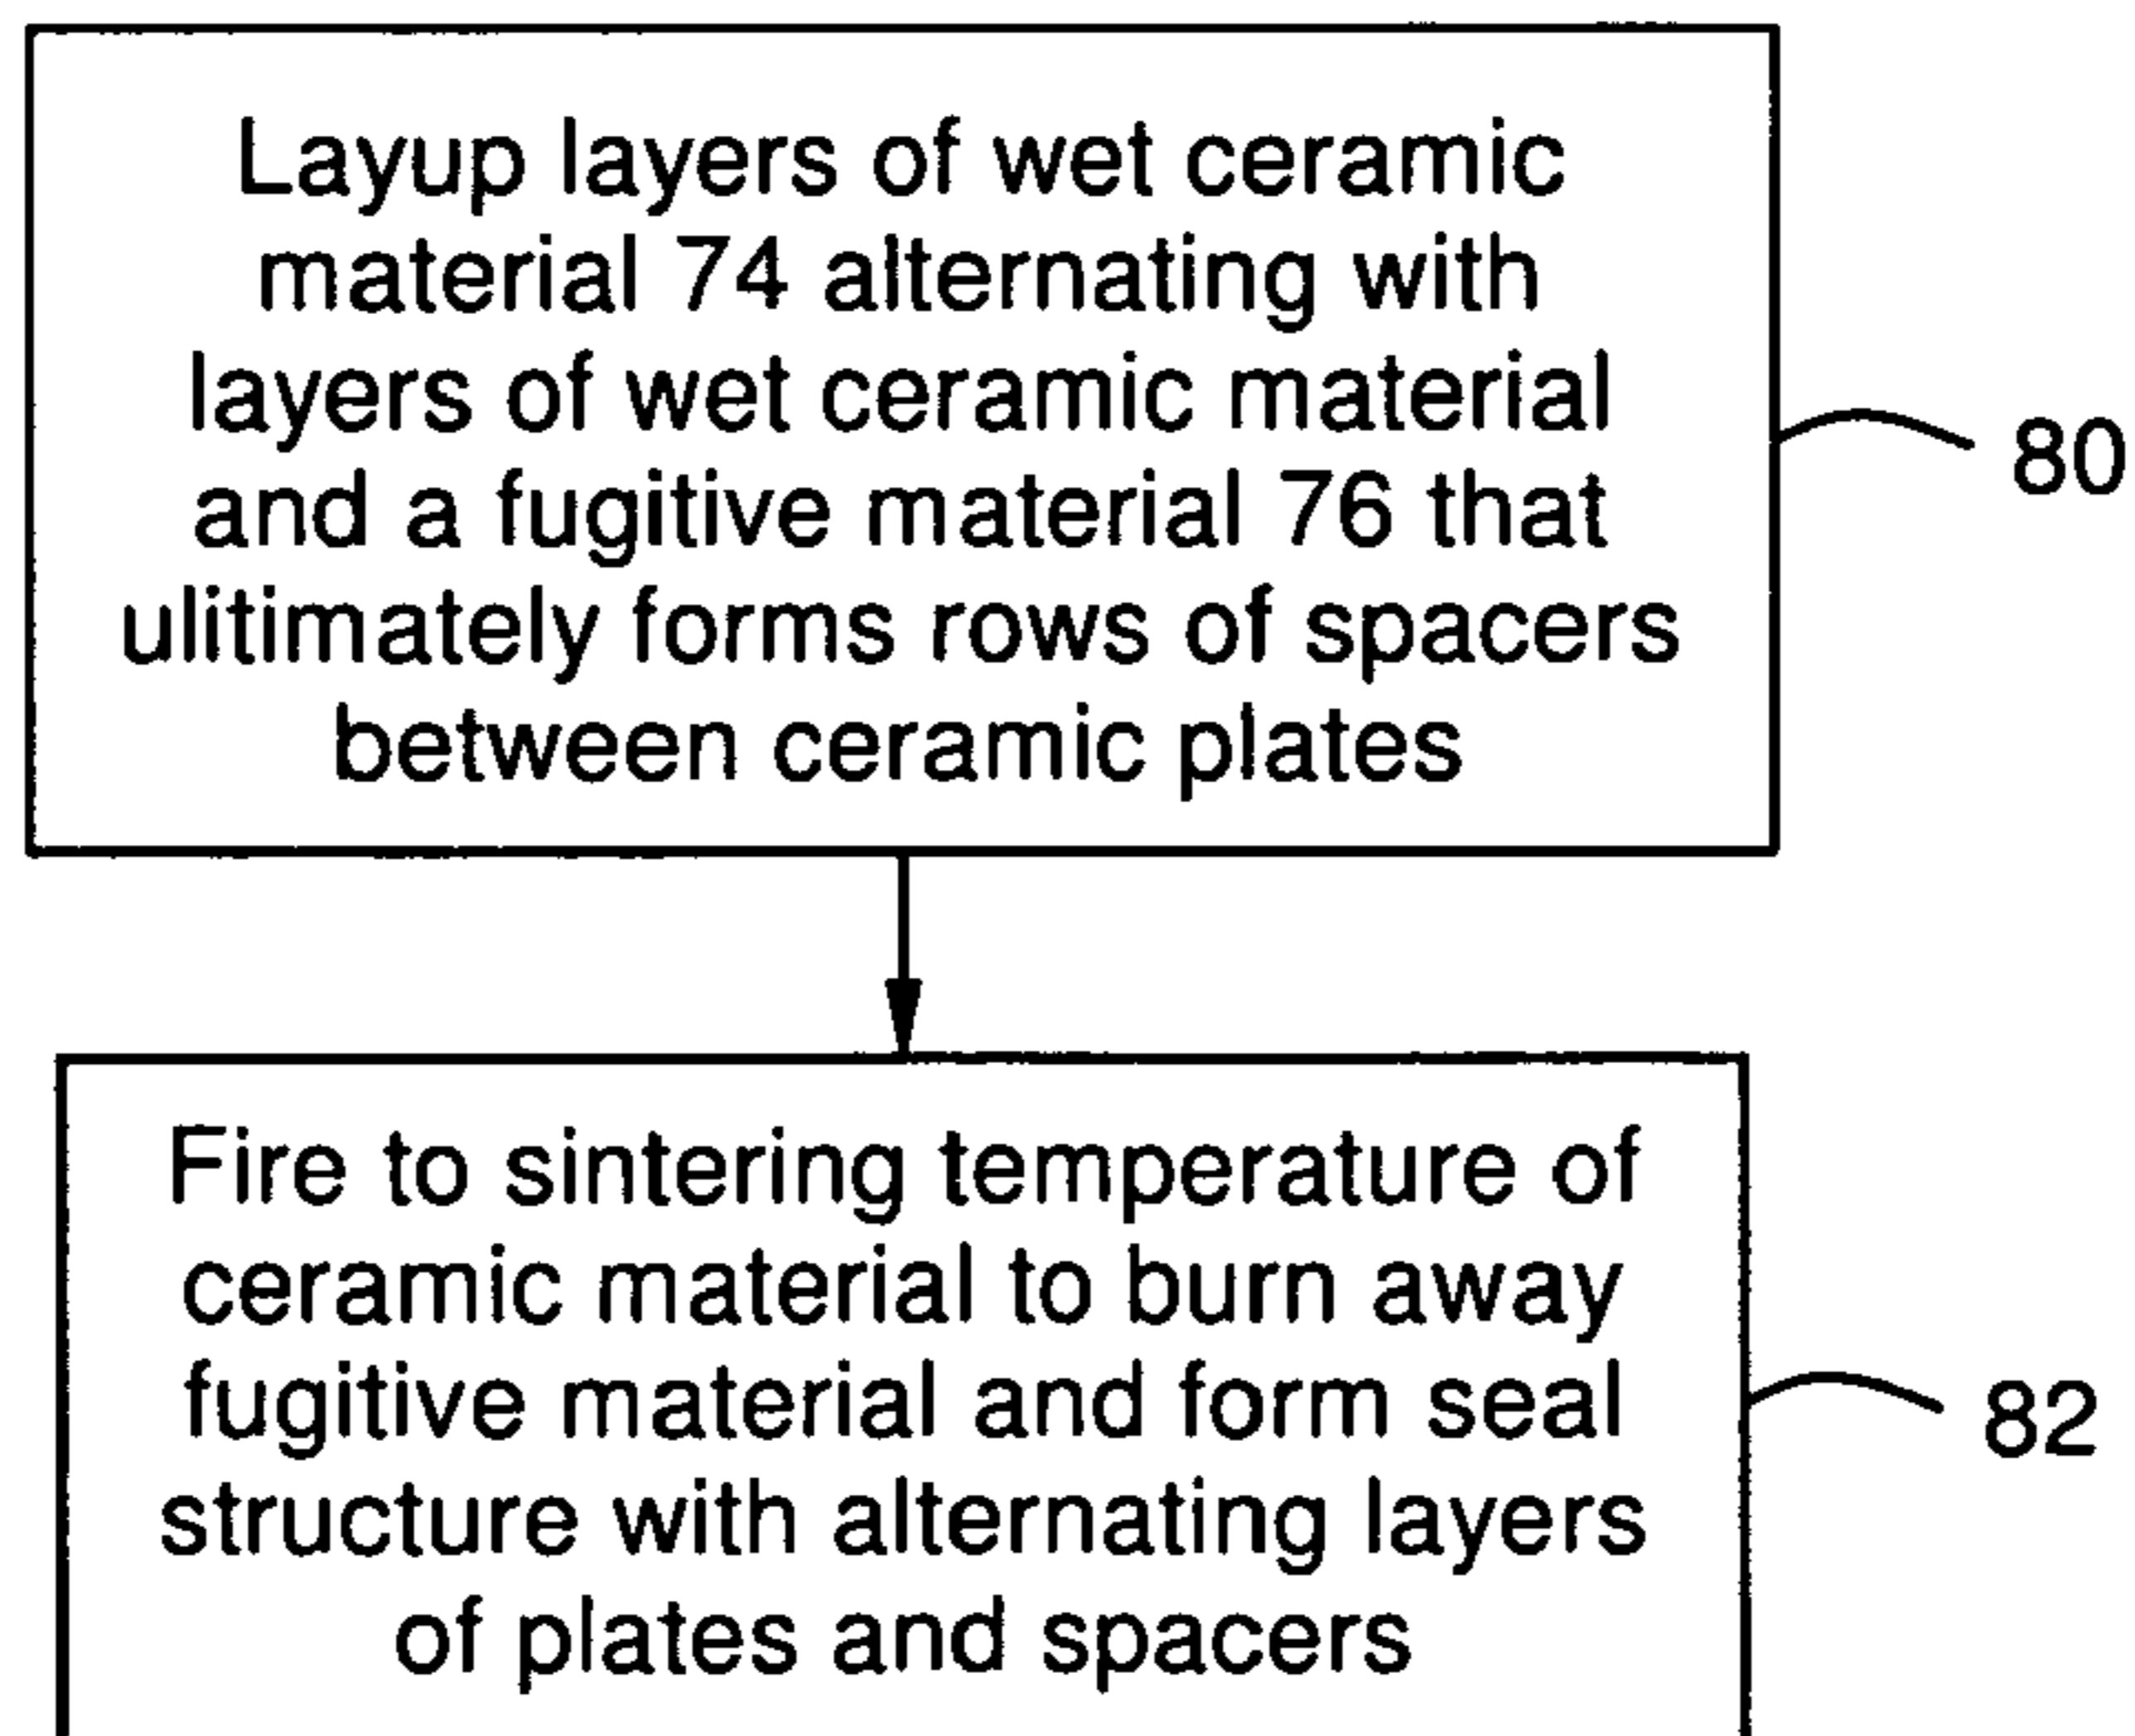 Layup layers of wet ceramic
material 74 alternating with
layers of wet ceramic material
and a fugitive material 76 that
ulitimately forms rows of spacers
between ceramic plates
80
Fire to sintering temperature of
ceramic material to burn away
fugitive material and form seal
structure with alternating layers
of plates and spacers
82